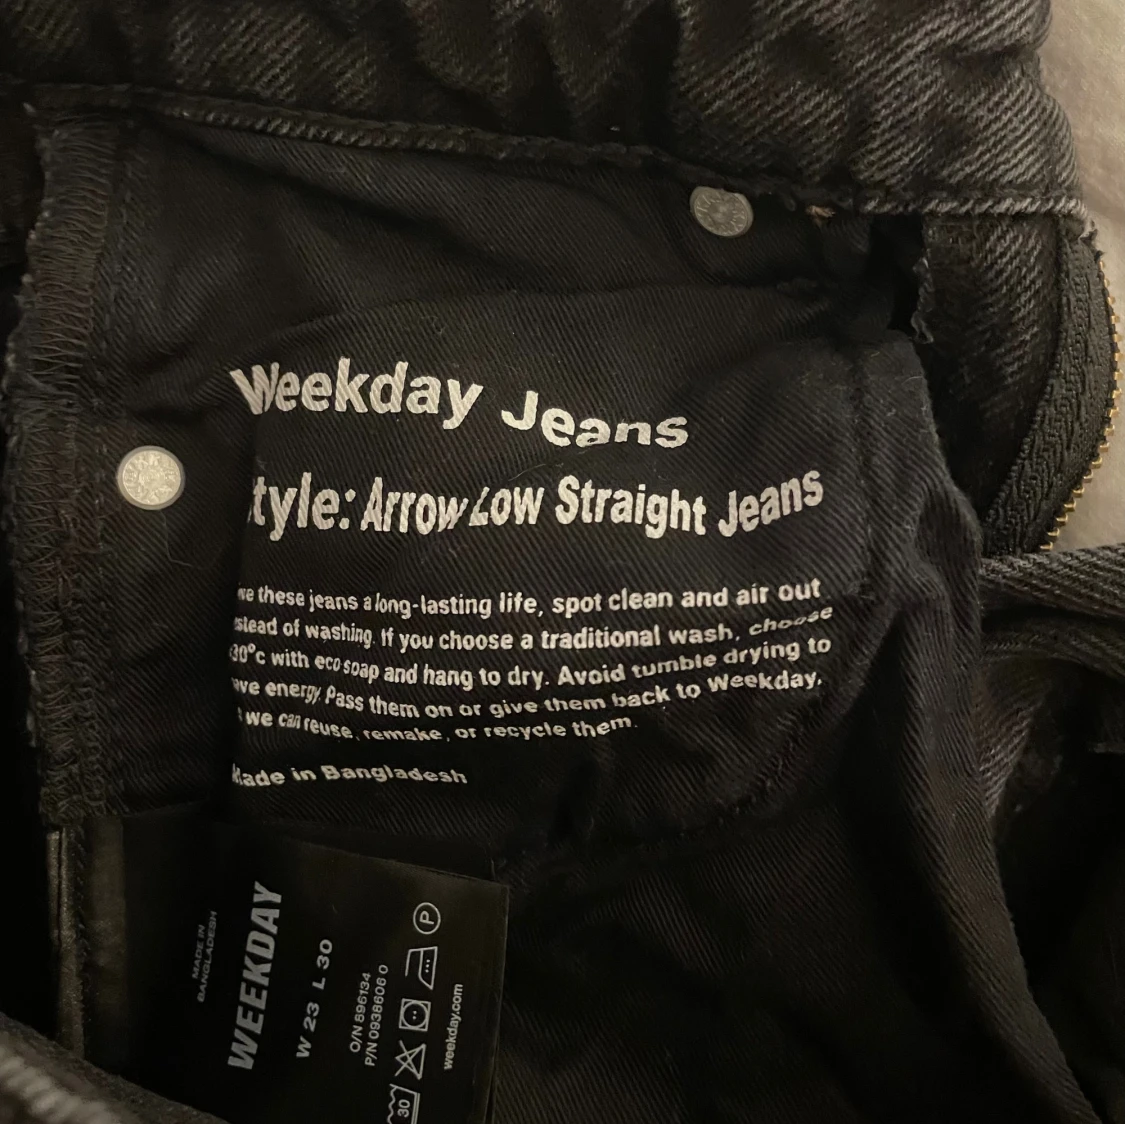 Weekday Jeans
tyle: Arrow Low Straight Jeans
ve these jeans a long-lasting life, spot clean and air out
stead of washing. If you choose a traditional wash, choose
30°c with eco soap and hang to dry. Avoid tumble drying to
ave energy. Pass them on or give them back to Weekday,
we can reuse, remake, or recycle them.
Made in Bangladesh
MADE IN
BANGLADESH
WEEKDAY
W 23 L 30
O/N 896134
P/N 0938608 0
30
P
weekday.com